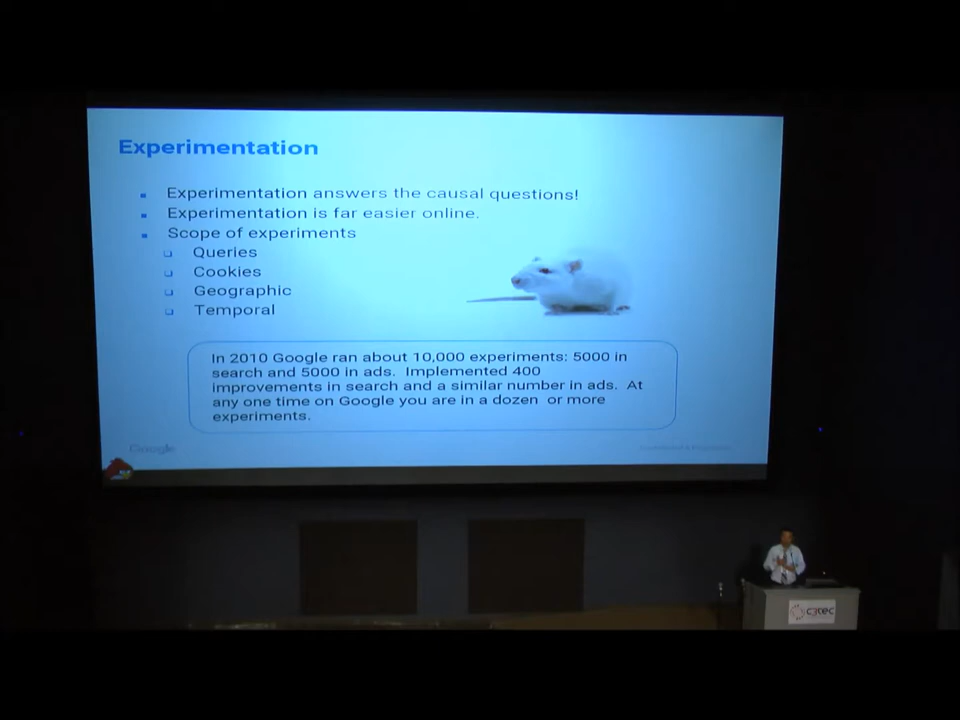 Experimentation
Experimentation answers the causal questions!
Experimentation is far easier online.
Scope of experiments
Queries
Cookies
Geographic
Temporal
In 2010 Google ran about 10,000 experiments: 5000 in
search and 5000 in ads. Implemented 400
improvements in search and a similar number in ads. At
any one time on Google you are in a dozen or more
experiments.
Google
c3tec